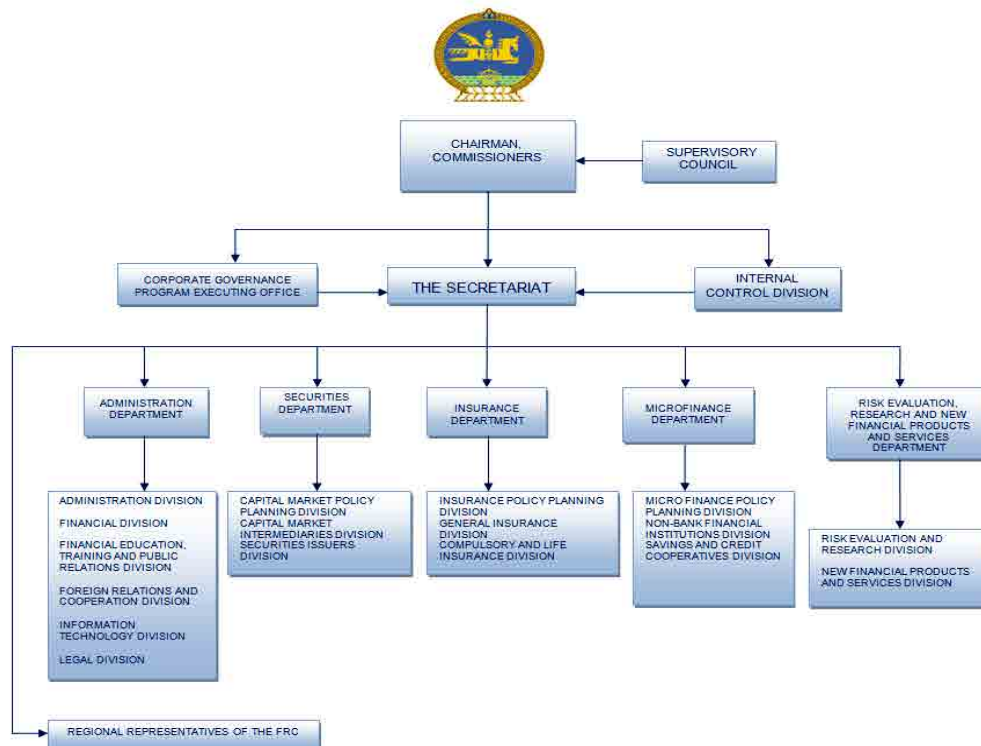 CHAIRMAN,
COMMISSIONERS
SUPERVISORY
COUNCIL
CORPORATE GOVERNANCE
PROGRAM EXECUTING OFFICE
THE SECRETARIAT
INTERNAL
CONTROL DIVISION
ADMINISTRATION
DEPARTMENT
SECURITIES
DEPARTMENT
INSURANCE
DEPARTMENT
MICROFINANCE
DEPARTMENT
RISK EVALUATION,
RESEARCH AND NEW
FINANCIAL PRODUCTS
AND SERVICES
DEPARTMENT
ADMINISTRATION DIVISION
FINANCIAL DIVISION
FINANCIAL EDUCATION,
TRAINING AND PUBLIC
RELATIONS DIVISION
FOREIGN RELATIONS AND
COOPERATION DIVISION
INFORMATION
TECHNOLOGY DIVISION
LEGAL DIVISION
CAPITAL MARKET POLICY
PLANNING DIVISION
CAPITAL MARKET
INTERMEDIARIES DIVISION
SECURITIES ISSUERS
DIVISION
INSURANCE POLICY PLANNING
DIVISION
GENERAL INSURANCE
DIVISION
COMPULSORY AND LIFE
INSURANCE DIVISION
MICRO FINANCE POLICY
PLANNING DIVISION
NON-BANK FINANCIAL
INSTITUTIONS DIVISION
SAVINGS AND CREDIT
COOPERATIVES DIVISION
RISK EVALUATION AND
RESEARCH DIVISION
NEW FINANCIAL PRODUCTS
AND SERVICES DIVISION
REGIONAL REPRESENTATIVES OF THE FRC